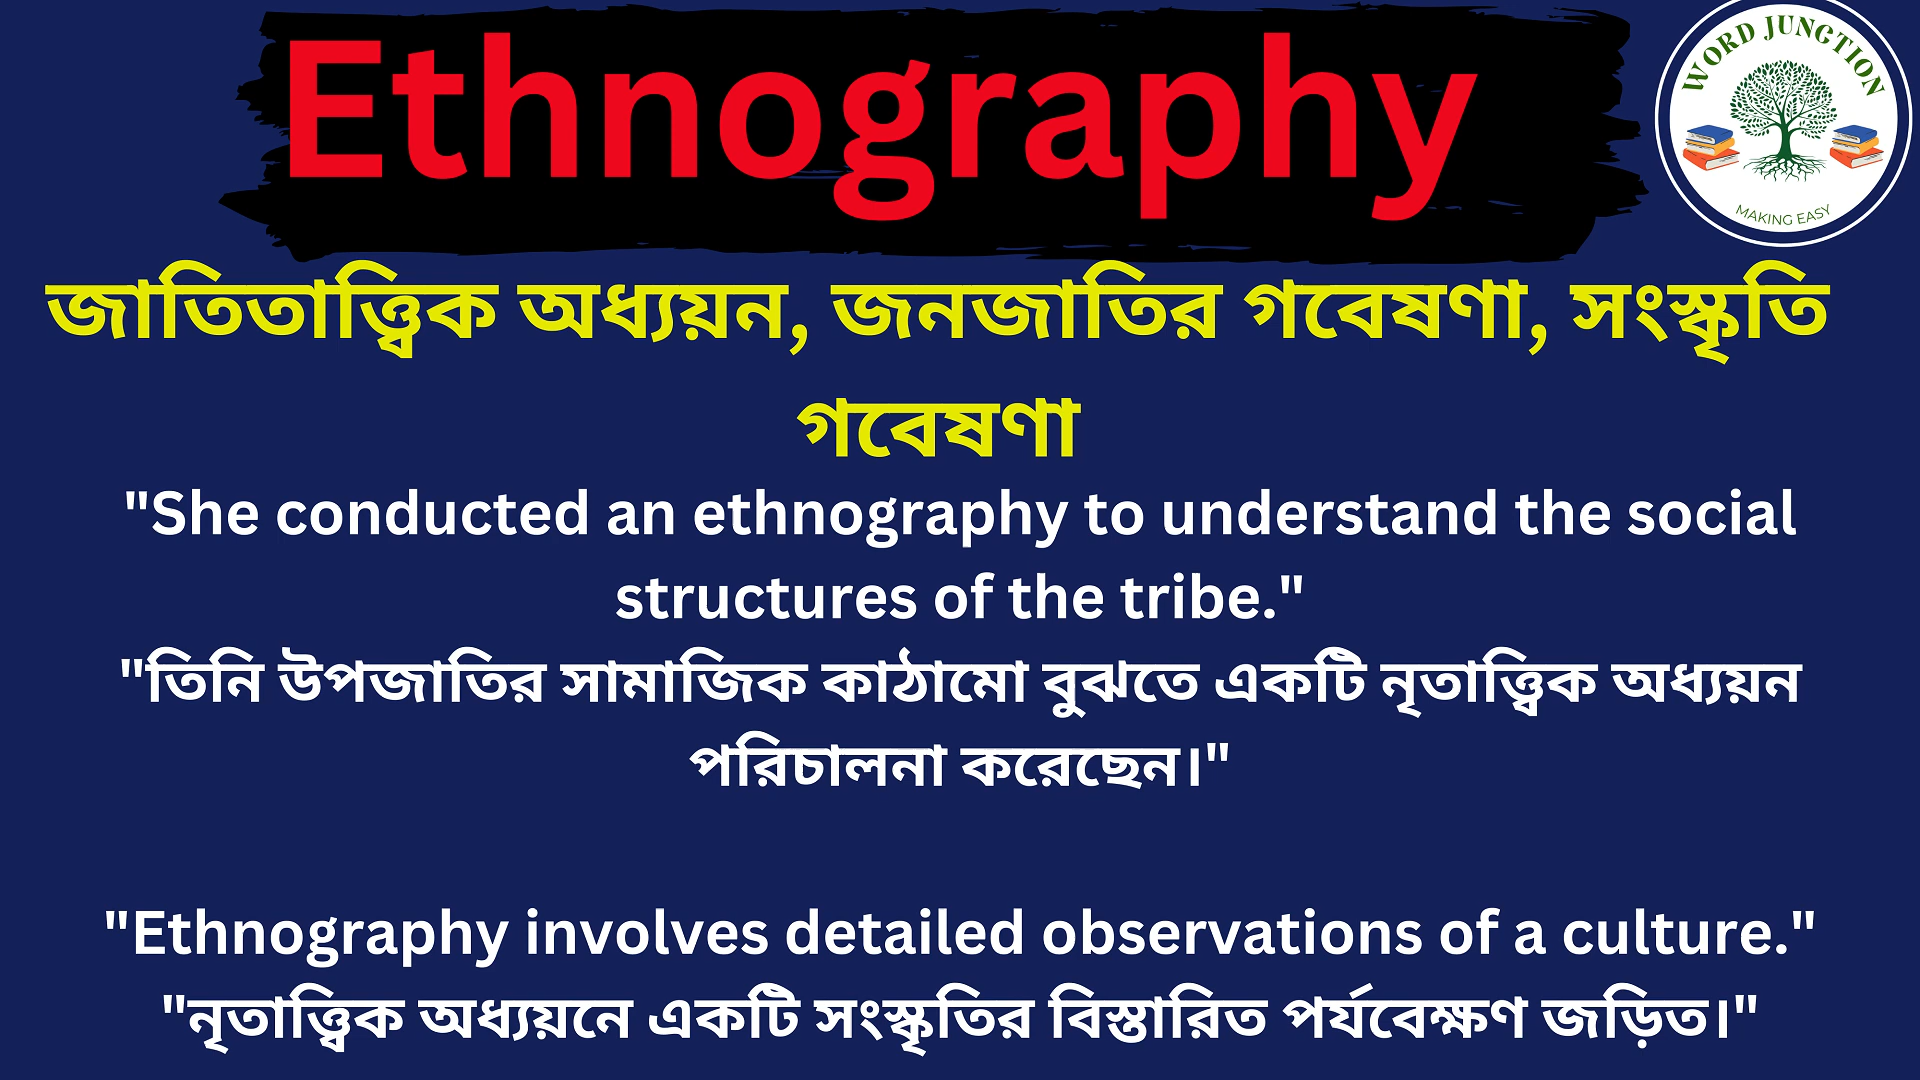 Ethnography
WORD JUNCTION
MAKING EASY
জাতিতাত্ত্বিক অধ্যয়ন, জনজাতির গবেষণা, সংস্কৃতি
গবেষণা
"She conducted an ethnography to understand the social
structures of the tribe."
"তিনি উপজাতির সামাজিক কাঠামো বুঝতে একটি নৃতাত্ত্বিক অধ্যয়ন
পরিচালনা করেছেন।"
"Ethnography involves detailed observations of a culture."
"নৃতাত্ত্বিক অধ্যয়নে একটি সংস্কৃতির বিস্তারিত পর্যবেক্ষণ জড়িত।"